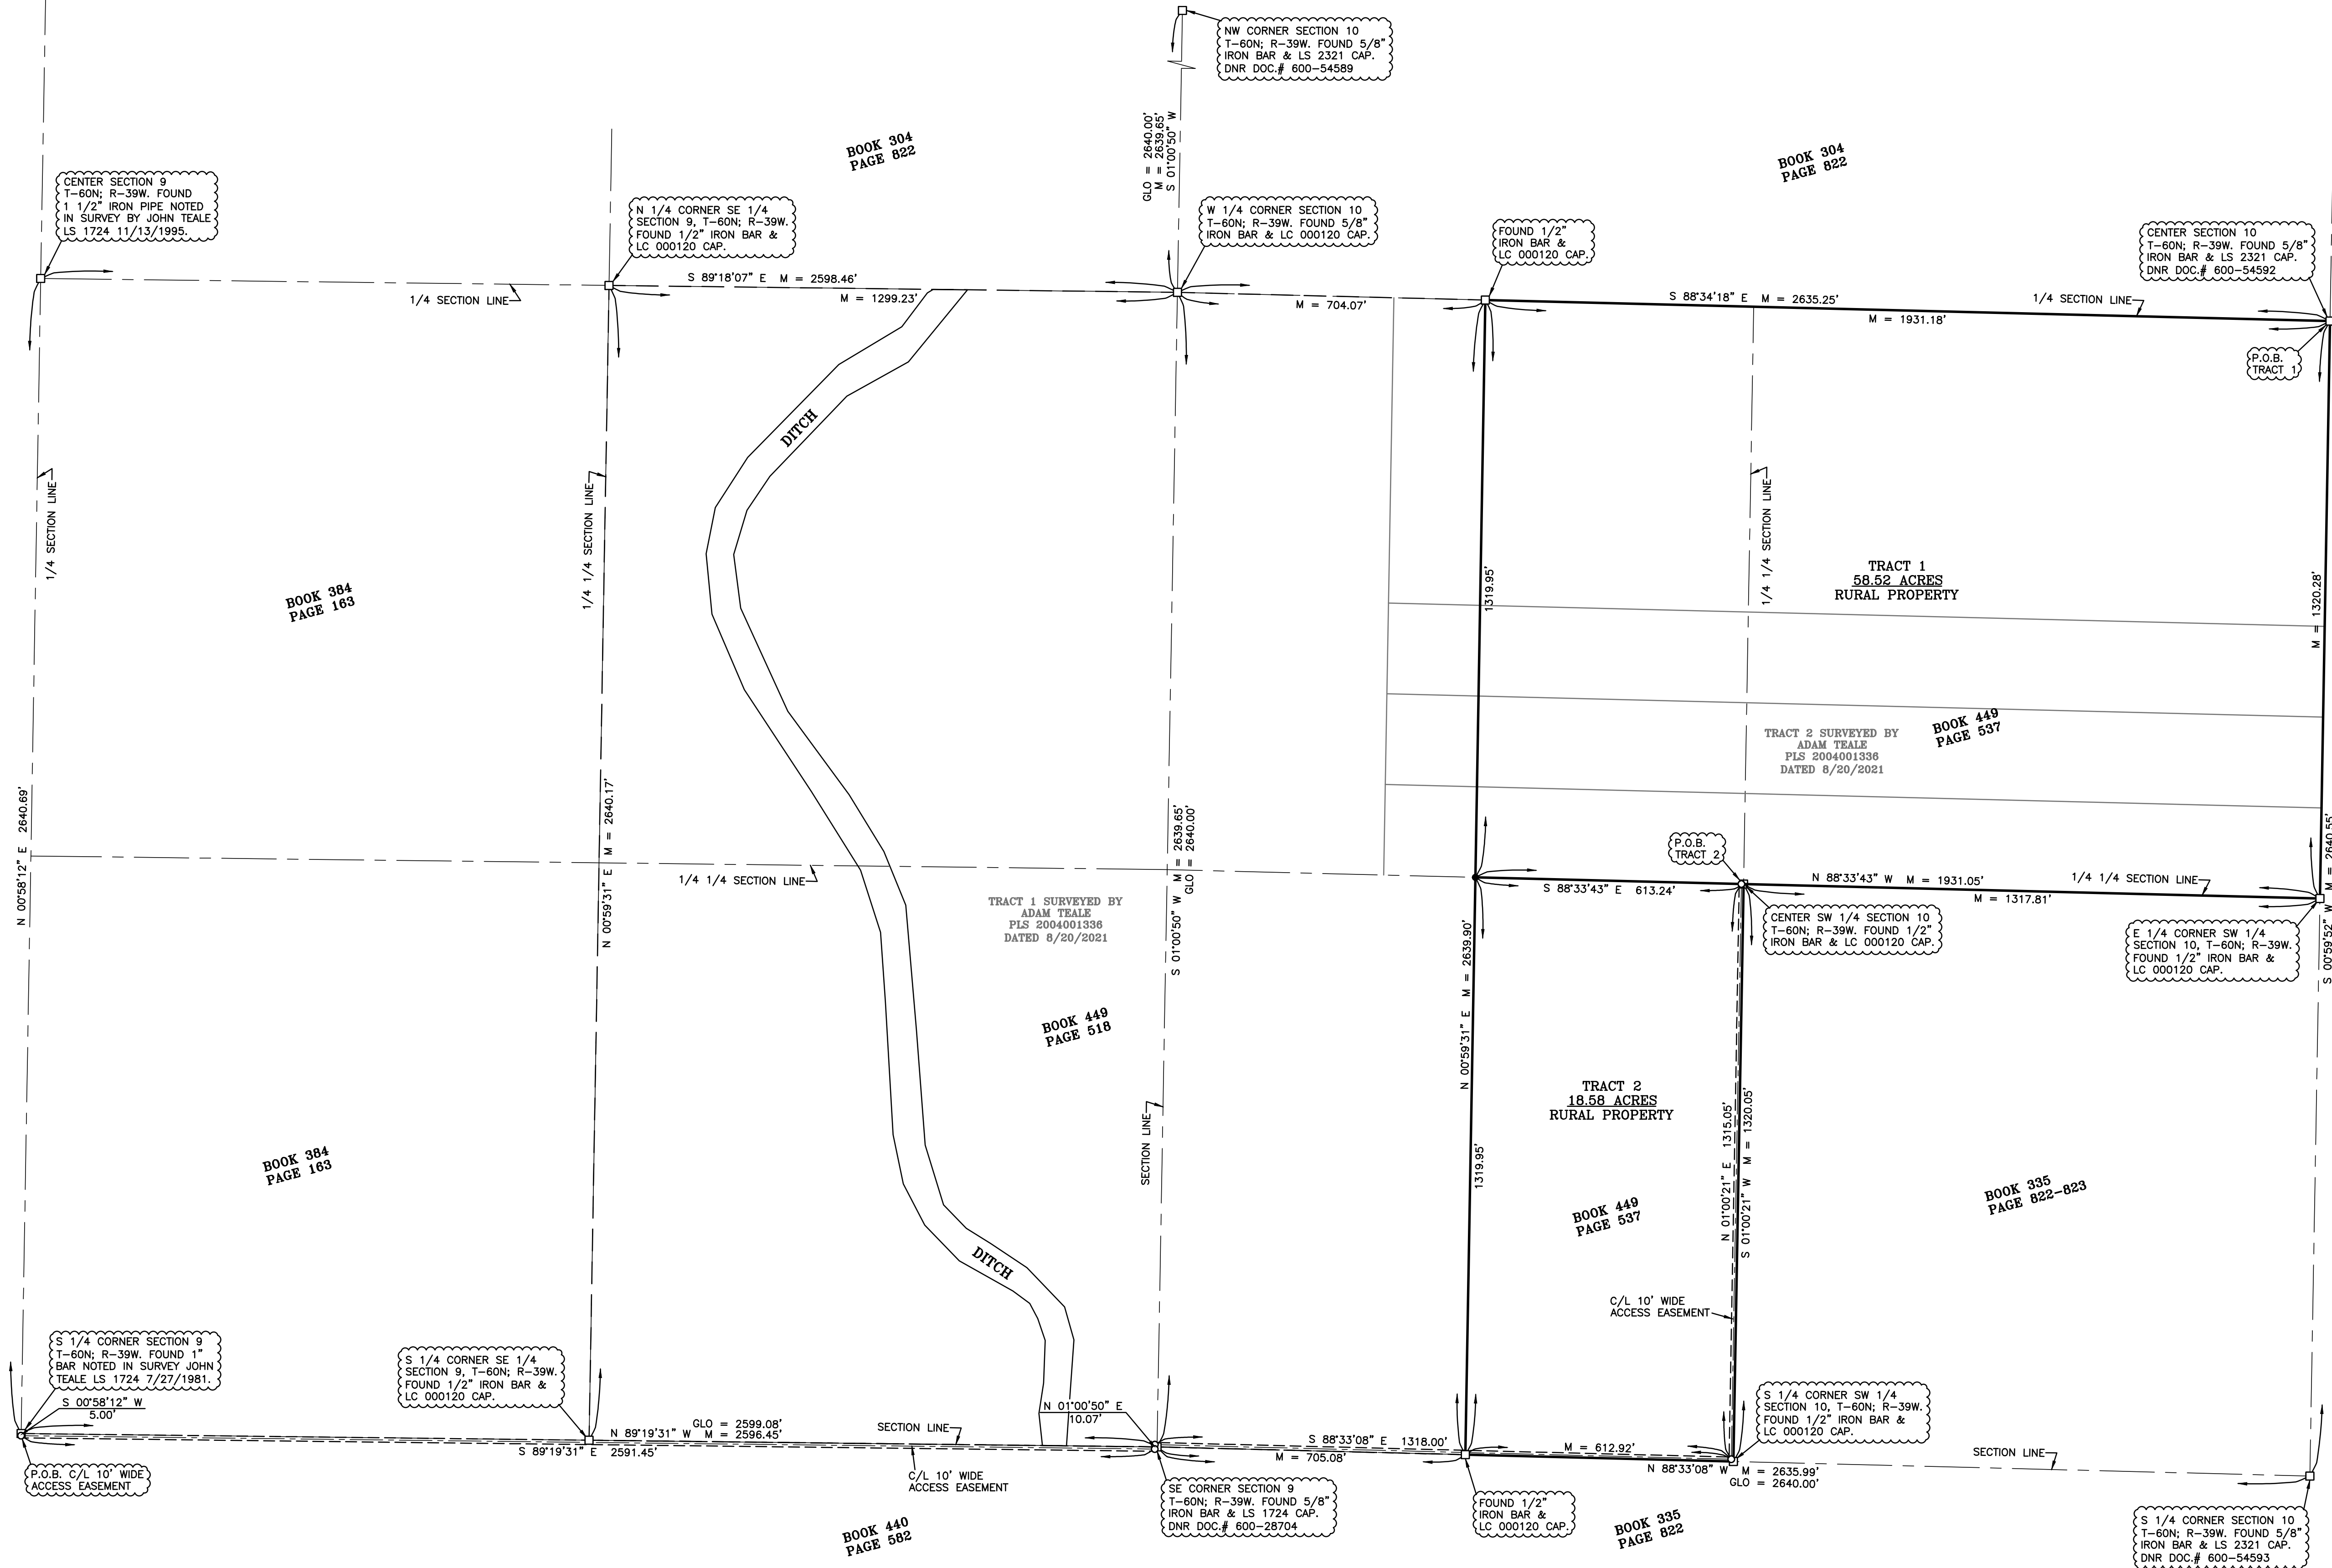 NW CORNER SECTION 10
T-60N; R-39W. FOUND 5/8"
IRON BAR & LS 2321 CAP.
DNR DOC.# 600-54589
GLO = 2640.00'
M = 2639.65'
S 01°00'50" W
BOOK 304
PAGE 822
BOOK 304
PAGE 822
CENTER SECTION 9
T-60N; R-39W. FOUND
1 1/2" IRON PIPE NOTED
IN SURVEY BY JOHN TEALE
LS 1724 11/13/1995.
N 1/4 CORNER SE 1/4
SECTION 9, T-60N; R-39W.
FOUND 1/2" IRON BAR &
LC 000120 CAP.
W 1/4 CORNER SECTION 10
T-60N; R-39W. FOUND 5/8"
IRON BAR & LC 000120 CAP.
FOUND 1/2"
IRON BAR &
LC 000120 CAP.
CENTER SECTION 10
T-60N; R-39W. FOUND 5/8"
IRON BAR & LS 2321 CAP.
DNR DOC.# 600-54592
1/4 SECTION LINE
S 89°18'07" E M = 2598.46'
M = 1299.23'
M = 704.07'
S 88°34'18" E M = 2635.25'
1/4 SECTION LINE
M = 1931.18'
P.O.B.
TRACT 1
DITCH
1/4 SECTION LINE
1/4 1/4 SECTION LINE
1/4 1/4 SECTION LINE
BOOK 384
PAGE 163
1319.95'
TRACT 1
58.52 ACRES
RURAL PROPERTY
M = 1320.28'
BOOK 449
PAGE 537
TRACT 2 SURVEYED BY
ADAM TEALE
PLS 2004001336
DATED 8/20/2021
N 00°58'12" E 2640.69'
N 00°59'31" E M = 2640.17'
S 01°00'50" W M = 2639.65'
GLO = 2640.00'
S 00°59'52" W M = 2640.55'
1/4 1/4 SECTION LINE
P.O.B.
TRACT 2
S 88°33'43" E 613.24'
N 88°33'43" W M = 1931.05'
1/4 1/4 SECTION LINE
M = 1317.81'
TRACT 1 SURVEYED BY
ADAM TEALE
PLS 2004001336
DATED 8/20/2021
CENTER SW 1/4 SECTION 10
T-60N; R-39W. FOUND 1/2"
IRON BAR & LC 000120 CAP.
E 1/4 CORNER SW 1/4
SECTION 10, T-60N; R-39W.
FOUND 1/2" IRON BAR &
LC 000120 CAP.
N 00°59'31" E M = 2639.90'
BOOK 449
PAGE 518
TRACT 2
18.58 ACRES
RURAL PROPERTY
SECTION LINE
1319.95'
N 01°00'21" E 1315.05'
S 01°00'21" W M = 1320.05'
BOOK 384
PAGE 163
BOOK 449
PAGE 537
BOOK 335
PAGE 822-823
DITCH
C/L 10' WIDE
ACCESS EASEMENT
S 1/4 CORNER SECTION 9
T-60N; R-39W. FOUND 1"
BAR NOTED IN SURVEY JOHN
TEALE LS 1724 7/27/1981.
S 00°58'12" W
5.00'
S 1/4 CORNER SE 1/4
SECTION 9, T-60N; R-39W.
FOUND 1/2" IRON BAR &
LC 000120 CAP.
N 01°00'50" E
10.07'
S 1/4 CORNER SW 1/4
SECTION 10, T-60N; R-39W.
FOUND 1/2" IRON BAR &
LC 000120 CAP.
GLO = 2599.08'
N 89°19'31" W M = 2596.45'
SECTION LINE
S 89°19'31" E 2591.45'
S 88°33'08" E 1318.00'
M = 705.08'
M = 612.92'
N 88°33'08" W M = 2635.99'
GLO = 2640.00'
SECTION LINE
P.O.B. C/L 10' WIDE
ACCESS EASEMENT
C/L 10' WIDE
ACCESS EASEMENT
SE CORNER SECTION 9
T-60N; R-39W. FOUND 5/8"
IRON BAR & LS 1724 CAP.
DNR DOC.# 600-28704
FOUND 1/2"
IRON BAR &
LC 000120 CAP.
BOOK 440
PAGE 582
BOOK 335
PAGE 822
S 1/4 CORNER SECTION 10
T-60N; R-39W. FOUND 5/8"
IRON BAR & LS 2321 CAP.
DNR DOC.# 600-54593